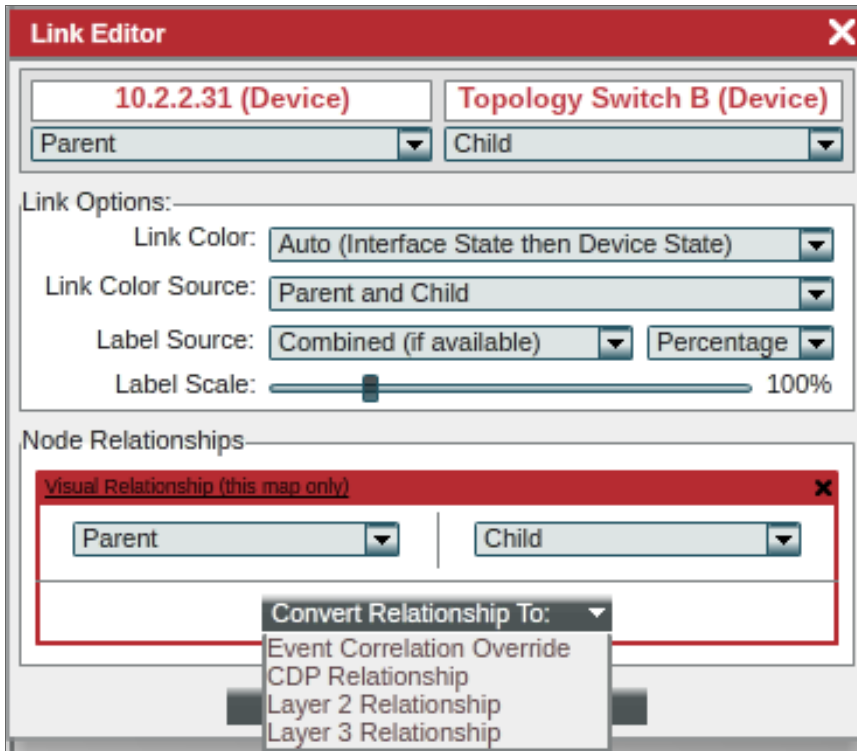 Link Editor
10.2.2.31 (Device) Topology Switch B (Device)
Parent Child
Link Options:
Link Color: Auto (Interface State then Device State)
Link Color Source: Parent and Child
Label Source: Combined (if available) Percentage
Label Scale: 100%
Node Relationships
Visual Relationship (this map only)
Parent Child
Convert Relationship To:
Event Correlation Override
CDP Relationship
Layer 2 Relationship
Layer 3 Relationship